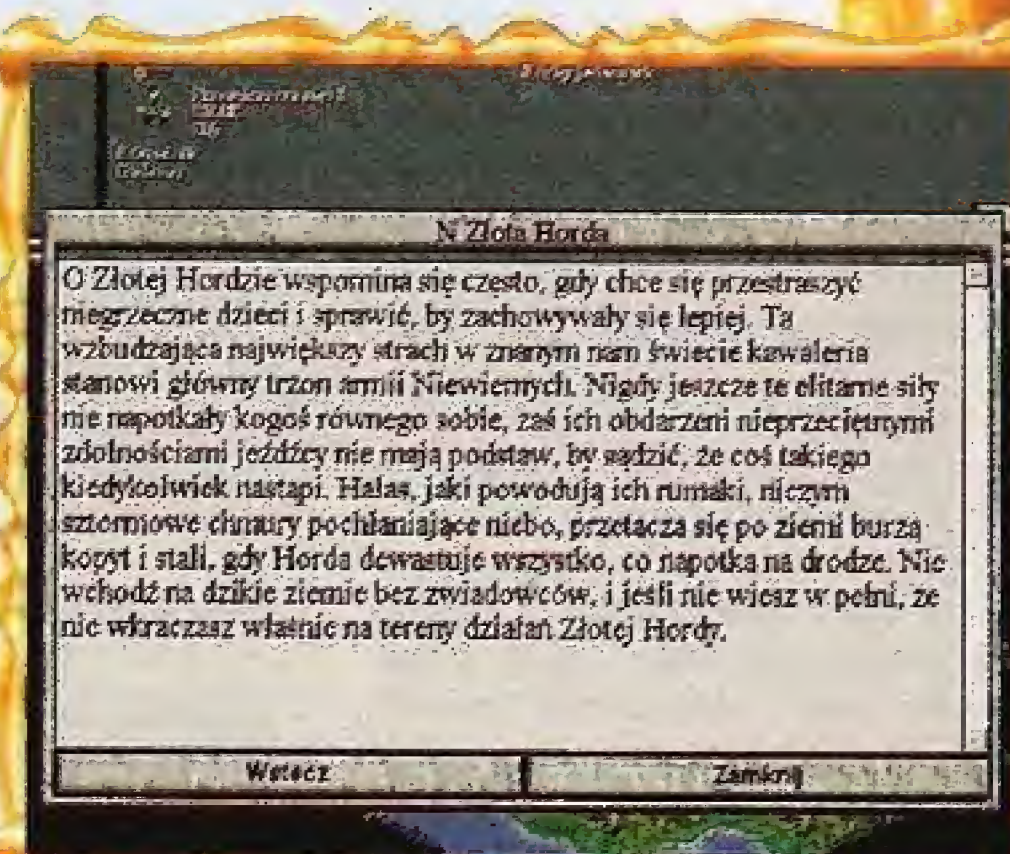 N Złota Horda
O Złotej Hordzie wspomina się często, gdy chce się przestraszyć
niegrzeczne dzieci i sprawić, by zachowywały się lepiej. Ta
wzbudzająca największy strach w znanym nam świecie kawaleria
stanowi główny trzon armii Niewiernych. Nigdy jeszcze te elitarne siły
nie napotkały kogoś równego sobie, zaś ich obdarzeni nieprzeciętnymi
zdolnościami jeźdźcy nie mają podstaw, by sądzić, że coś takiego
kiedykolwiek nastąpi. Hałas, jaki powodują ich rumaki, niczym
sztormowe chmury pochłaniające niebo, przetacza się po ziemi burzą
kopyt i stali, gdy Horda dewastuje wszystko, co napotka na drodze. Nie
wchodź na dzikie ziemie bez zwiadowców, i jeśli nie wiesz w pełni, że
nie wkraczasz właśnie na tereny działań Złotej Hordy.
Wstecz
Zamknij